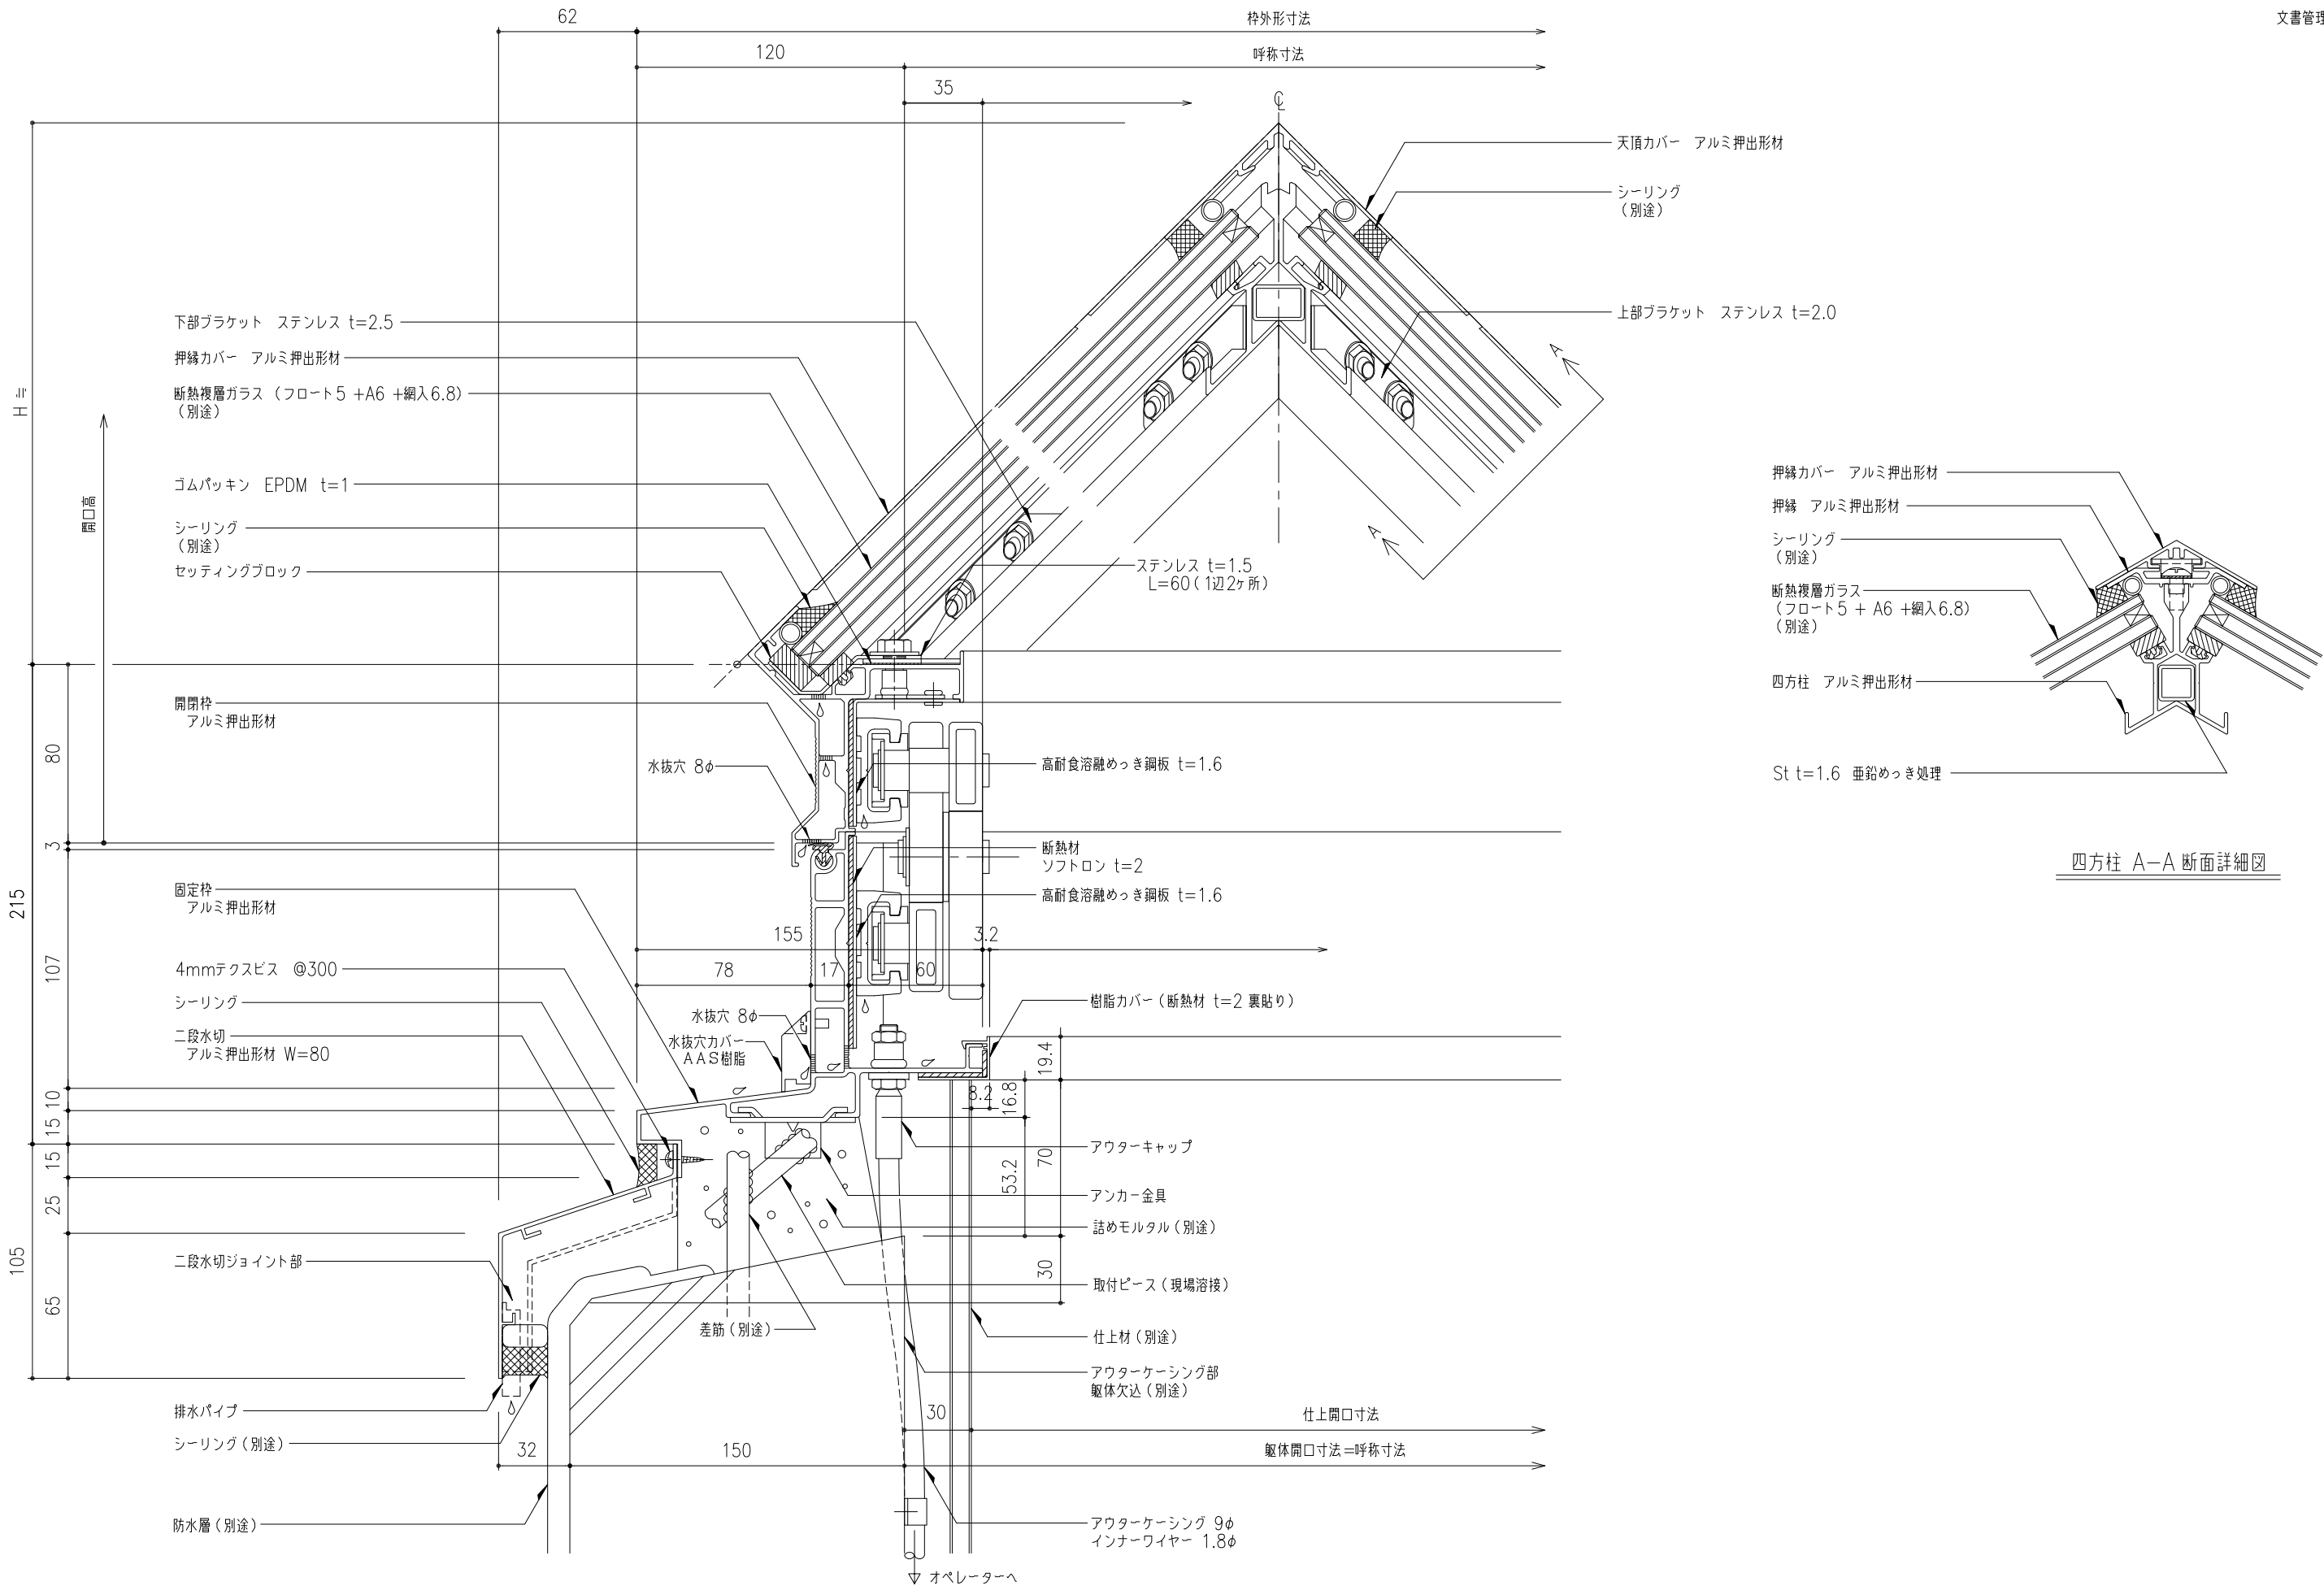 文書管理
62
枠外形寸法
120
呼称寸法
35
℄
天頂カバー　アルミ押出形材
シーリング
（別途）
上部ブラケット　ステンレス t=2.0
下部ブラケット　ステンレス t=2.5
押縁カバー　アルミ押出形材
断熱複層ガラス（フロート5 +A6 +網入6.8）
（別途）
ゴムパッキン　EPDM　t=1
シーリング
（別途）
セッティングブロック
H ≒
開口高
A
A
ステンレス t=1.5
L=60（1辺2ヶ所）
開閉枠
アルミ押出形材
水抜穴 8φ
高耐食溶融めっき鋼板 t=1.6
断熱材
ソフトロン t=2
高耐食溶融めっき鋼板 t=1.6
固定枠
アルミ押出形材
4mmテクスビス　@300
シーリング
二段水切
アルミ押出形材 W=80
155
3.2
78
17
60
水抜穴 8φ
水抜穴カバー
AAS樹脂
樹脂カバー（断熱材 t=2 裏貼り）
80
3
215
107
10
15
15
25
105
65
19.4
8.2
16.8
70
53.2
30
アウターキャップ
アンカー金具
詰めモルタル（別途）
取付ピース（現場溶接）
仕上材（別途）
アウターケーシング部
躯体欠込（別途）
二段水切ジョイント部
差筋（別途）
排水パイプ
シーリング（別途）
防水層（別途）
30
仕上開口寸法
32
150
躯体開口寸法=呼称寸法
アウターケーシング 9φ
インナーワイヤー 1.8φ
オペレーターへ
押縁カバー　アルミ押出形材
押縁　アルミ押出形材
シーリング
（別途）
断熱複層ガラス
（フロート5 + A6 +網入6.8）
（別途）
四方柱　アルミ押出形材
St t=1.6 亜鉛めっき処理
四方柱 A−A 断面詳細図